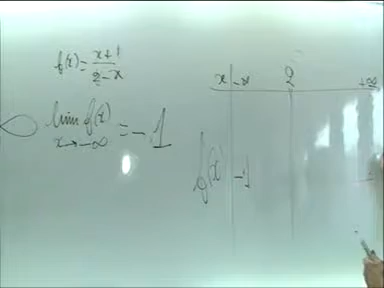 f(x)= x+1 / 2-x
lim f(x) = -1
x→-∞
x -∞ 2 +∞
f(x) -1